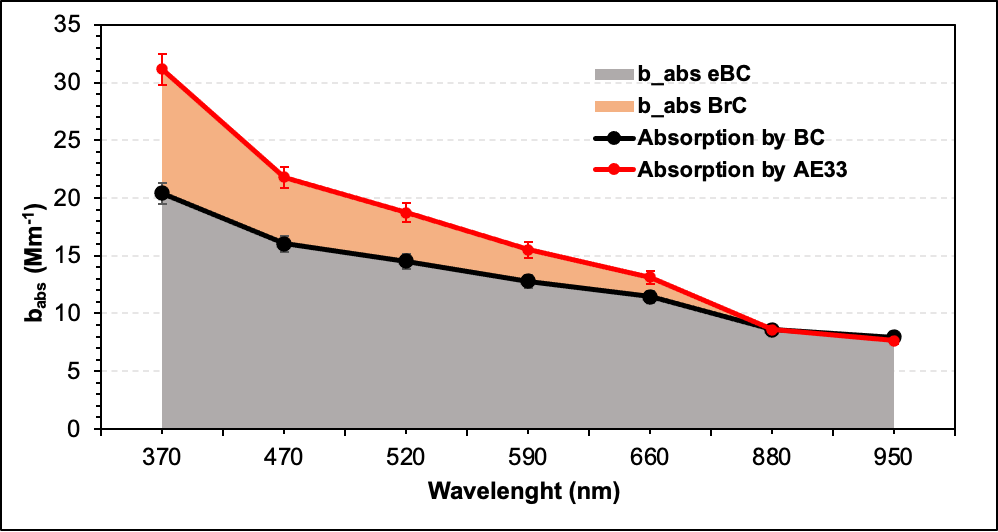 35
30
25
20
15
10
5
0
b_abs (Mm-1)
b_abs eBC
b_abs BrC
Absorption by BC
Absorption by AE33
370 470 520 590 660 880 950
Wavelenght (nm)